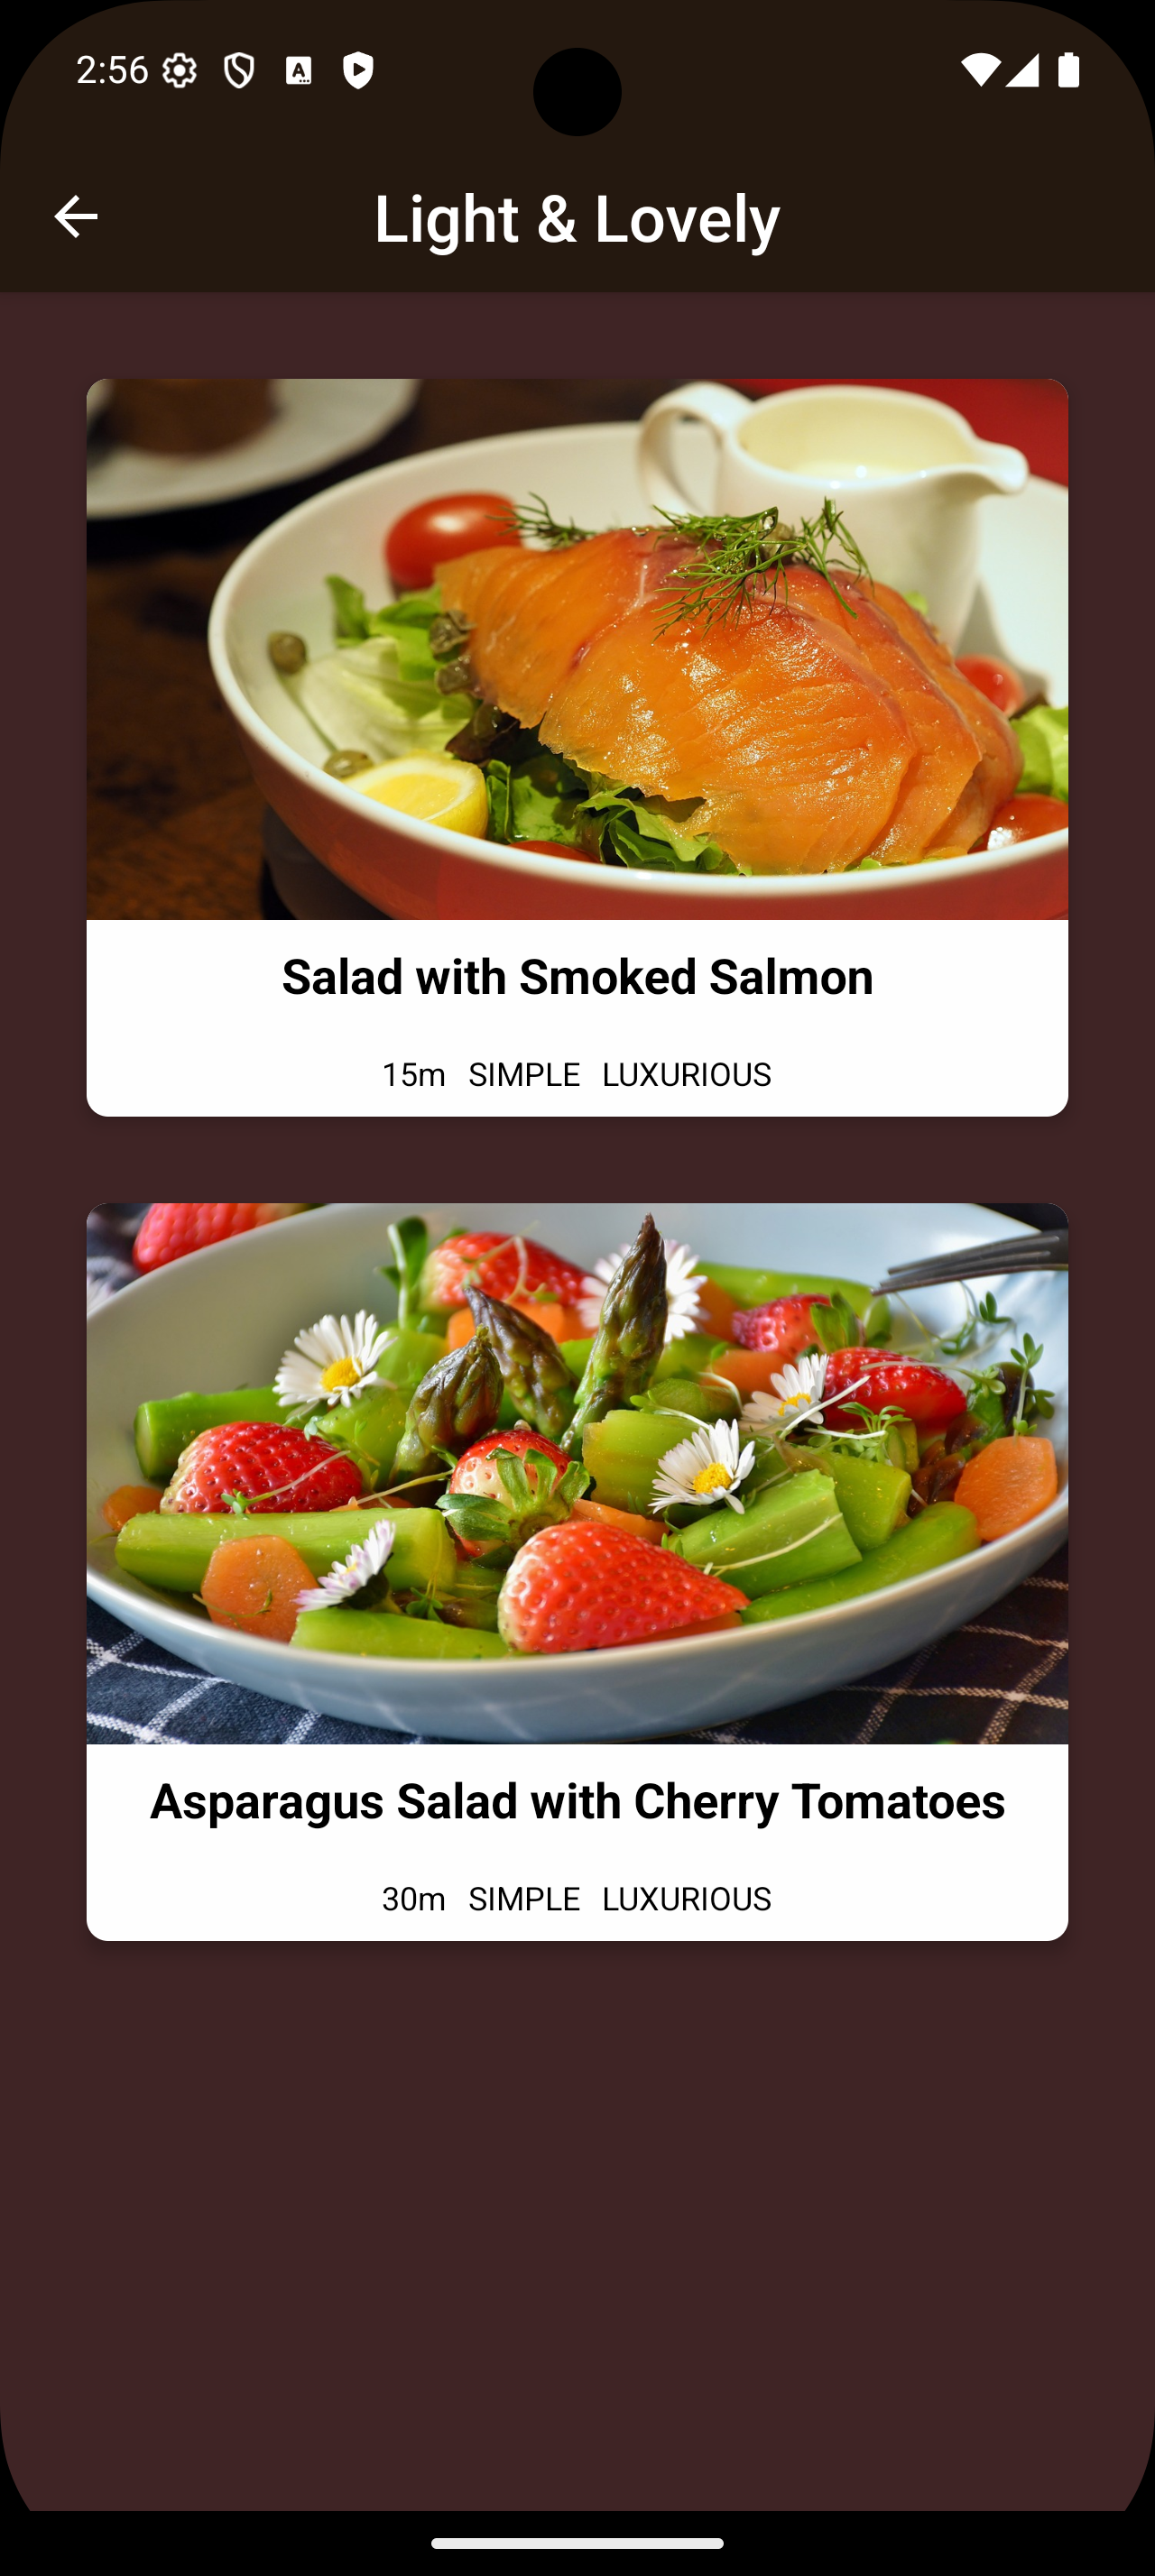 2:56
Light & Lovely
Salad with Smoked Salmon
15m SIMPLE LUXURIOUS
Asparagus Salad with Cherry Tomatoes
30m SIMPLE LUXURIOUS